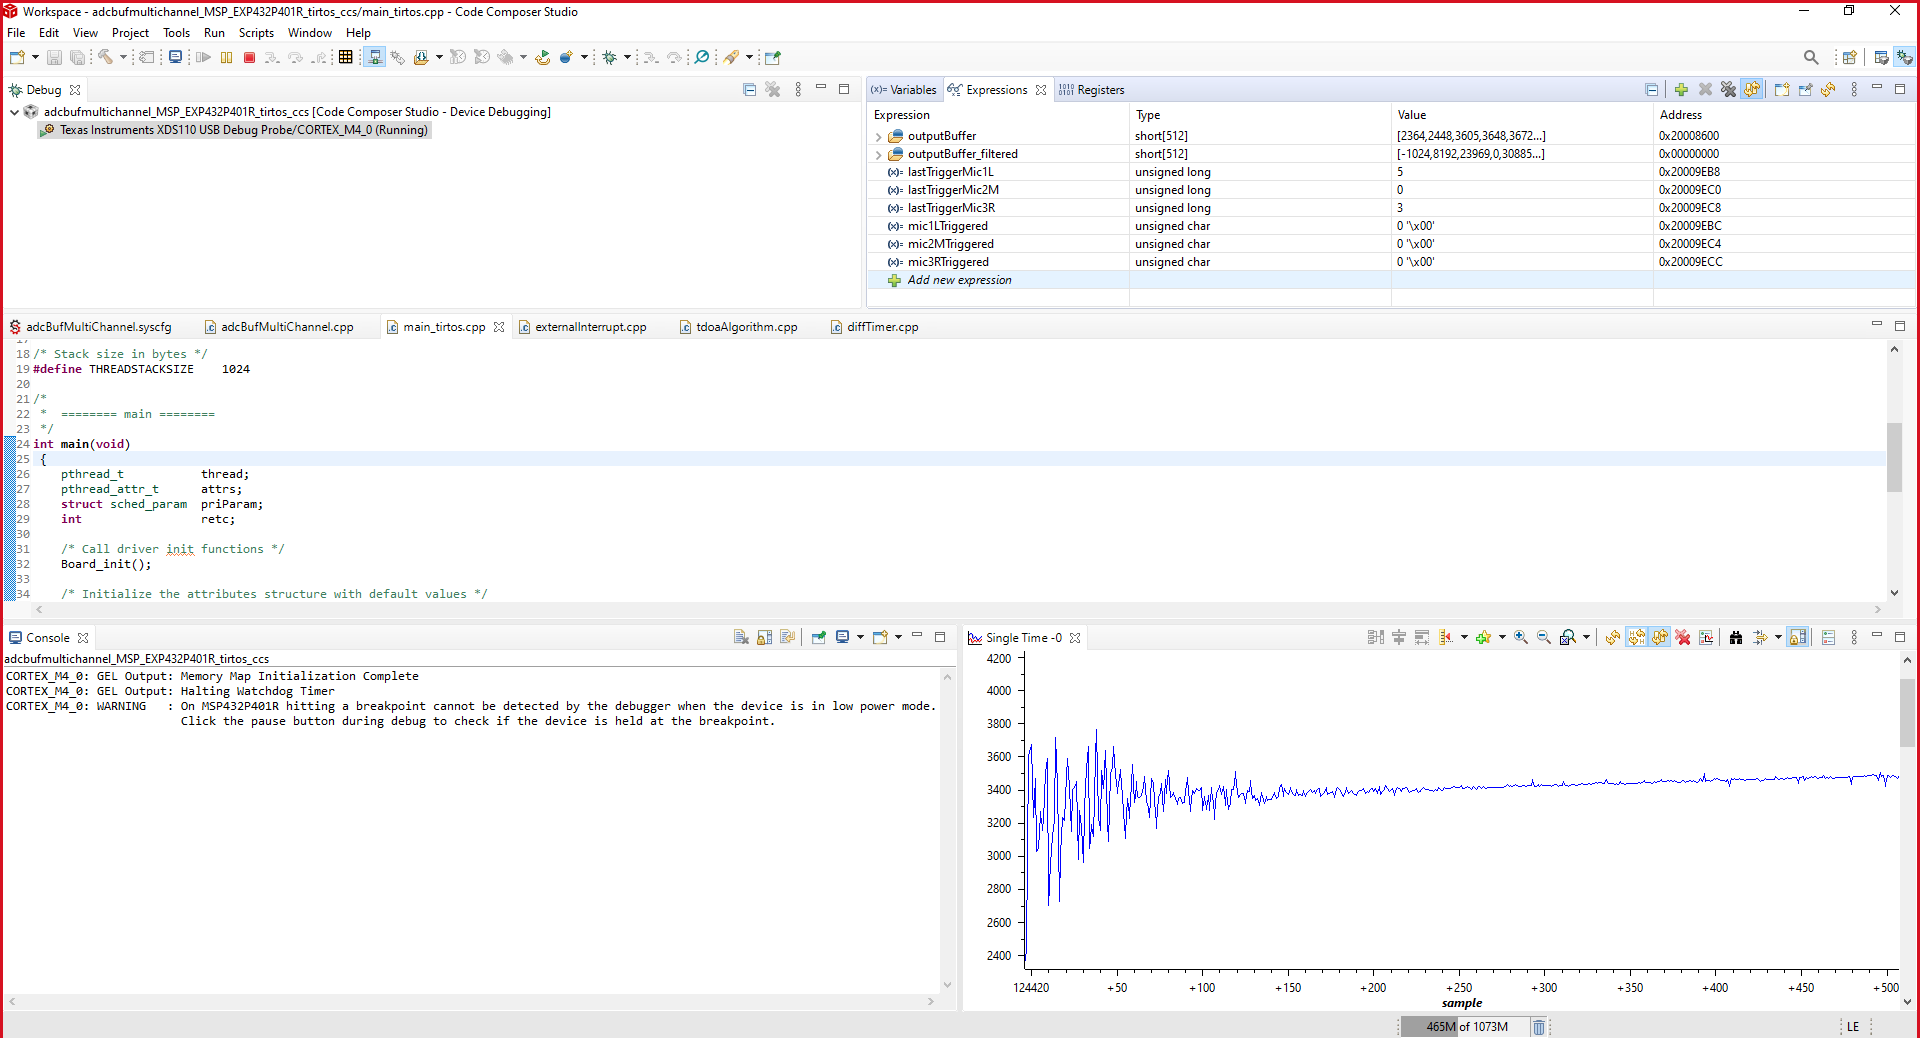 Workspace - adcbufmultichannel_MSP_EXP432P401R_tirtos_ccs/main_tirtos.cpp - Code Composer Studio
File Edit View Project Tools Run Scripts Window Help
Debug
adcbufmultichannel_MSP_EXP432P401R_tirtos_ccs [Code Composer Studio - Device Debugging]
Texas Instruments XDS110 USB Debug Probe/CORTEX_M4_0 (Running)
(x)= Variables Expressions 1010 0101 Registers
Expression Type Value Address
outputBuffer short[512] [2364,2448,3605,3648,3672...] 0x20008600
outputBuffer_filtered short[512] [-1024,8192,23969,0,30885...] 0x00000000
(x)= lastTriggerMic1L unsigned long 5 0x20009EB8
(x)= lastTriggerMic2M unsigned long 0 0x20009EC0
(x)= lastTriggerMic3R unsigned long 3 0x20009EC8
(x)= mic1LTriggered unsigned char 0 '\x00' 0x20009EBC
(x)= mic2MTriggered unsigned char 0 '\x00' 0x20009EC4
(x)= mic3RTriggered unsigned char 0 '\x00' 0x20009ECC
Add new expression
adcBufMultiChannel.syscfg adcBufMultiChannel.cpp main_tirtos.cpp externalInterrupt.cpp tdoaAlgorithm.cpp diffTimer.cpp
17
18 /* Stack size in bytes */
19 #define THREADSTACKSIZE    1024
20
21 /*
22  *  ======== main ========
23  */
24 int main(void)
25 {
26    pthread_t           thread;
27    pthread_attr_t      attrs;
28    struct sched_param  priParam;
29    int                 retc;
30
31    /* Call driver init functions */
32    Board_init();
33
34    /* Initialize the attributes structure with default values */
Console
adcbufmultichannel_MSP_EXP432P401R_tirtos_ccs
CORTEX_M4_0: GEL Output: Memory Map Initialization Complete
CORTEX_M4_0: GEL Output: Halting Watchdog Timer
CORTEX_M4_0: WARNING   : On MSP432P401R hitting a breakpoint cannot be detected by the debugger when the device is in low power mode.
Click the pause button during debug to check if the device is held at the breakpoint.
Single Time -0
4200
4000
3800
3600
3400
3200
3000
2800
2600
2400
124420 +50 +100 +150 +200 +250 +300 +350 +400 +450 +500
sample
465M of 1073M
LE